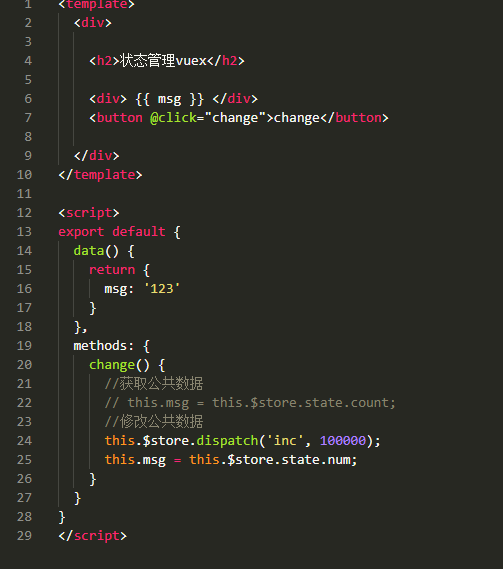 1 <template>
2 <div>
3
4 <h2>状态管理vuex</h2>
5
6 <div> {{ msg }} </div>
7 <button @click="change">change</button>
8
9 </div>
10 </template>
11
12 <script>
13 export default {
14 data() {
15 return {
16 msg: '123'
17 }
18 },
19 methods: {
20 change() {
21 //获取公共数据
22 // this.msg = this.$store.state.count;
23 //修改公共数据
24 this.$store.dispatch('inc', 100000);
25 this.msg = this.$store.state.num;
26 }
27 }
28 }
29 </script>